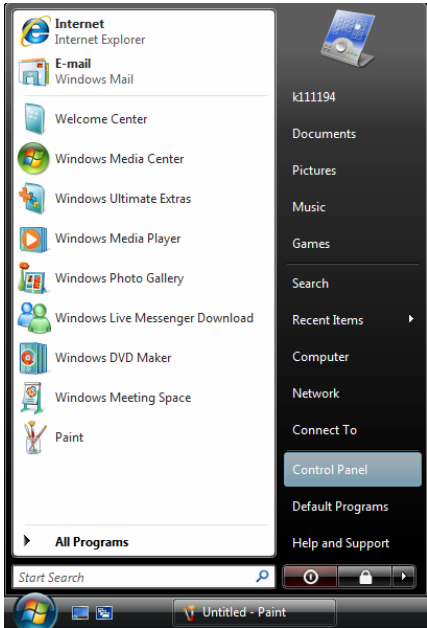 Internet
Internet Explorer
E-mail
Windows Mail
Welcome Center
Windows Media Center
Windows Ultimate Extras
Windows Media Player
Windows Photo Gallery
Windows Live Messenger Download
Windows DVD Maker
Windows Meeting Space
Paint
All Programs
Start Search
k111194
Documents
Pictures
Music
Games
Search
Recent Items
Computer
Network
Connect To
Control Panel
Default Programs
Help and Support
Untitled - Paint